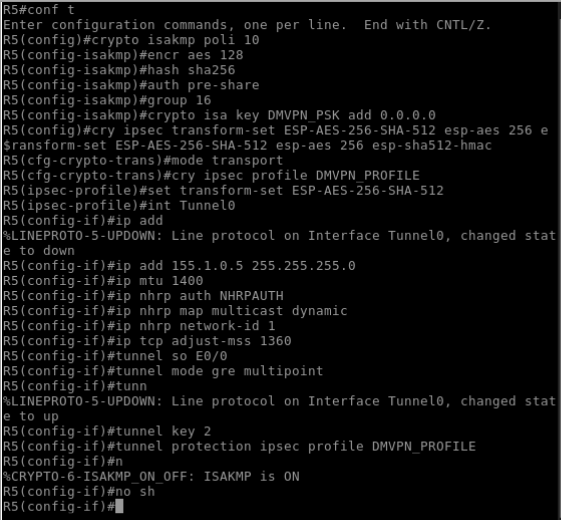 R5#conf t
Enter configuration commands, one per line.  End with CNTL/Z.
R5(config)#crypto isakmp poli 10
R5(config-isakmp)#encr aes 128
R5(config-isakmp)#hash sha256
R5(config-isakmp)#auth pre-share
R5(config-isakmp)#group 16
R5(config-isakmp)#crypto isa key DMVPN_PSK add 0.0.0.0
R5(config)#cry ipsec transform-set ESP-AES-256-SHA-512 esp-aes 256 e
$ransform-set ESP-AES-256-SHA-512 esp-aes 256 esp-sha512-hmac
R5(cfg-crypto-trans)#mode transport
R5(cfg-crypto-trans)#cry ipsec profile DMVPN_PROFILE
R5(ipsec-profile)#set transform-set ESP-AES-256-SHA-512
R5(ipsec-profile)#int Tunnel0
R5(config-if)#ip add
%LINEPROTO-5-UPDOWN: Line protocol on Interface Tunnel0, changed stat
e to down
R5(config-if)#ip add 155.1.0.5 255.255.255.0
R5(config-if)#ip mtu 1400
R5(config-if)#ip nhrp auth NHRPAUTH
R5(config-if)#ip nhrp map multicast dynamic
R5(config-if)#ip nhrp network-id 1
R5(config-if)#ip tcp adjust-mss 1360
R5(config-if)#tunnel so E0/0
R5(config-if)#tunnel mode gre multipoint
R5(config-if)#tunn
%LINEPROTO-5-UPDOWN: Line protocol on Interface Tunnel0, changed stat
e to up
R5(config-if)#tunnel key 2
R5(config-if)#tunnel protection ipsec profile DMVPN_PROFILE
R5(config-if)#n
%CRYPTO-6-ISAKMP_ON_OFF: ISAKMP is ON
R5(config-if)#no sh
R5(config-if)#